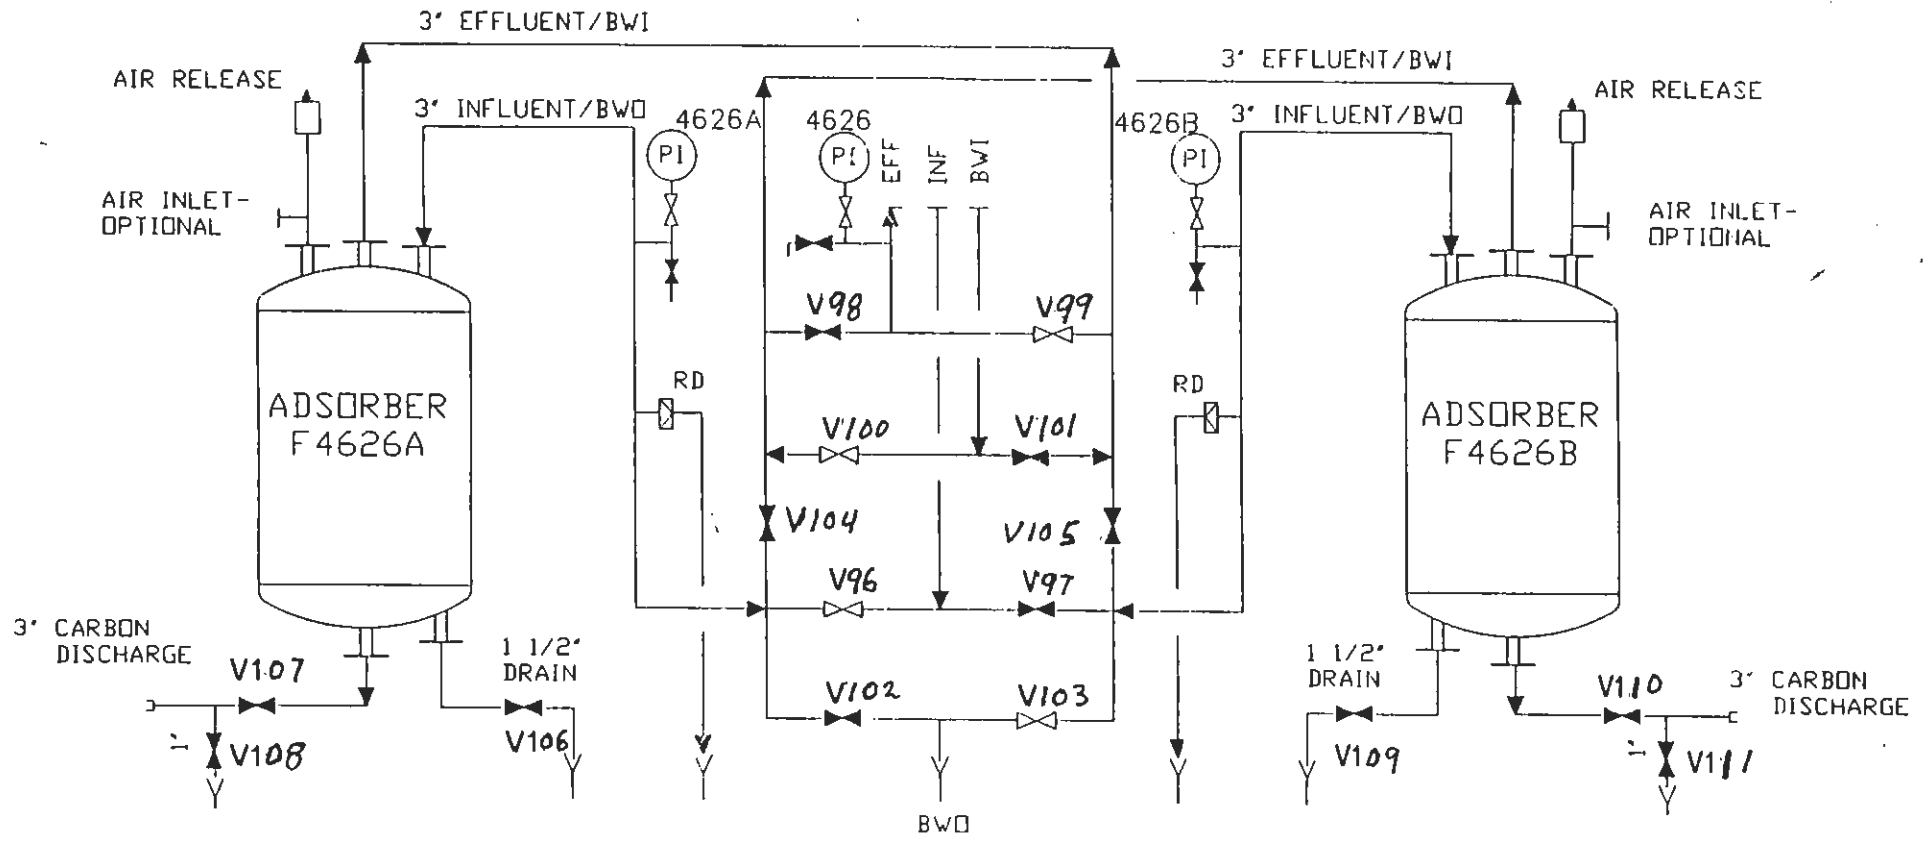 3" EFFLUENT/BWI
3" EFFLUENT/BWI
AIR RELEASE
AIR RELEASE
3" INFLUENT/BWO
3" INFLUENT/BWO
4626A
4626
4626B
PI
PI
PI
EFF
INF
BWI
AIR INLET-
OPTIONAL
AIR INLET-
OPTIONAL
V98
V99
RD
RD
ADSORBER
F4626A
ADSORBER
F4626B
V100
V101
V104
V105
V96
V97
3" CARBON
DISCHARGE
V107
1 1/2"
DRAIN
V102
V103
1 1/2"
DRAIN
V110
3" CARBON
DISCHARGE
1"
V108
V106
V109
1"
V111
BWO